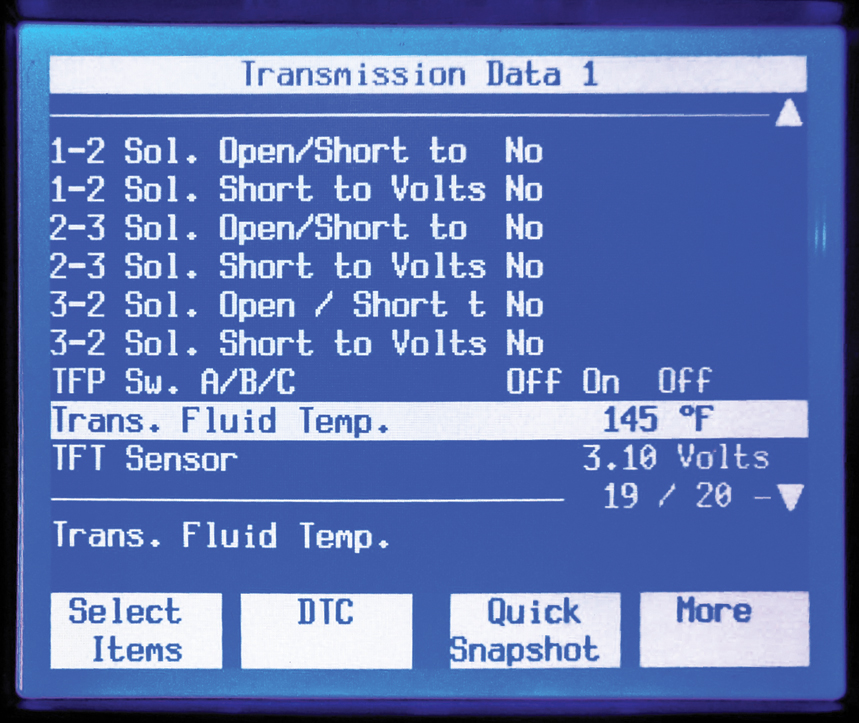 Transmission Data 1
1-2 Sol. Open/Short to No
1-2 Sol. Short to Volts No
2-3 Sol. Open/Short to No
2-3 Sol. Short to Volts No
3-2 Sol. Open / Short t No
3-2 Sol. Short to Volts No
TFP Sw. A/B/C Off On Off
Trans. Fluid Temp. 145 °F
TFT Sensor 3.10 Volts
19 / 20
Trans. Fluid Temp.
Select Items
DTC
Quick Snapshot
More